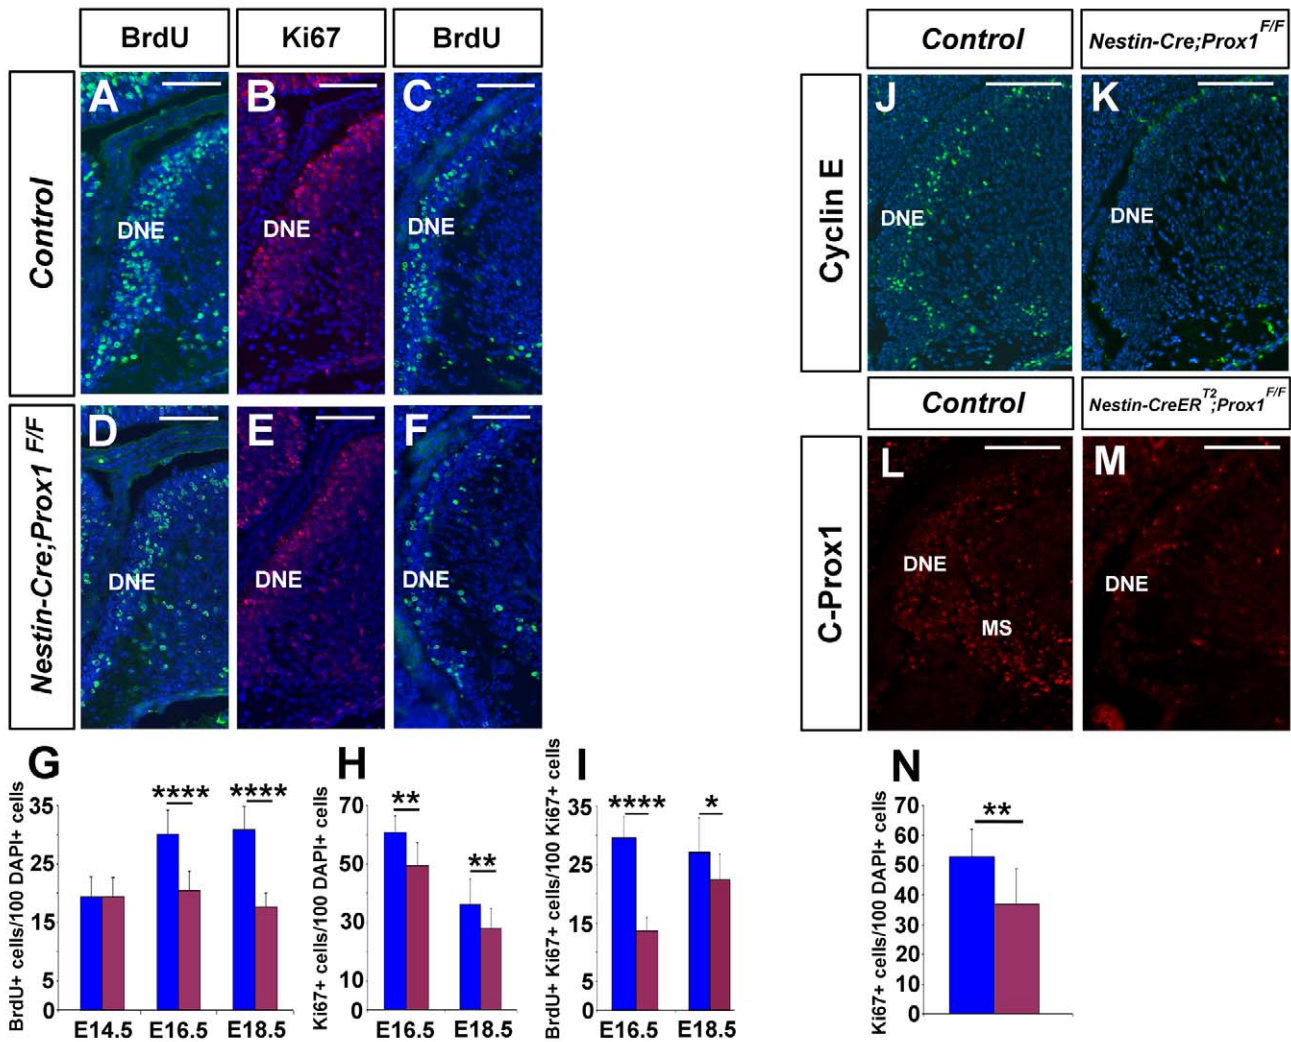 BrdU Ki67 BrdU
Control Nestin-Cre;Prox1 F/F
Control
A DNE
B DNE
C DNE
Nestin-Cre;Prox1 F/F
D DNE
E DNE
F DNE
Cyclin E
J DNE
K DNE
Control Nestin-CreER T2;Prox1 F/F
C-Prox1
L DNE MS
M DNE
G
BrdU+ cells/100 DAPI+ cells
35
25
15
5
0
**** ****
E14.5 E16.5 E18.5
H
Ki67+ cells/100 DAPI+ cells
70
50
30
10
0
** **
E16.5 E18.5
I
BrdU+ Ki67+ cells/100 Ki67+ cells
35
25
15
5
0
**** *
E16.5 E18.5
N
Ki67+ cells/100 DAPI+ cells
70
60
50
40
30
20
10
0
**